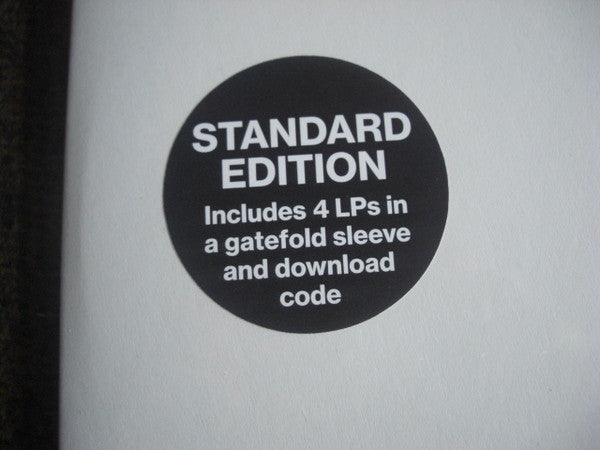 STANDARD
EDITION
Includes 4 LPs in
a gatefold sleeve
and download
code